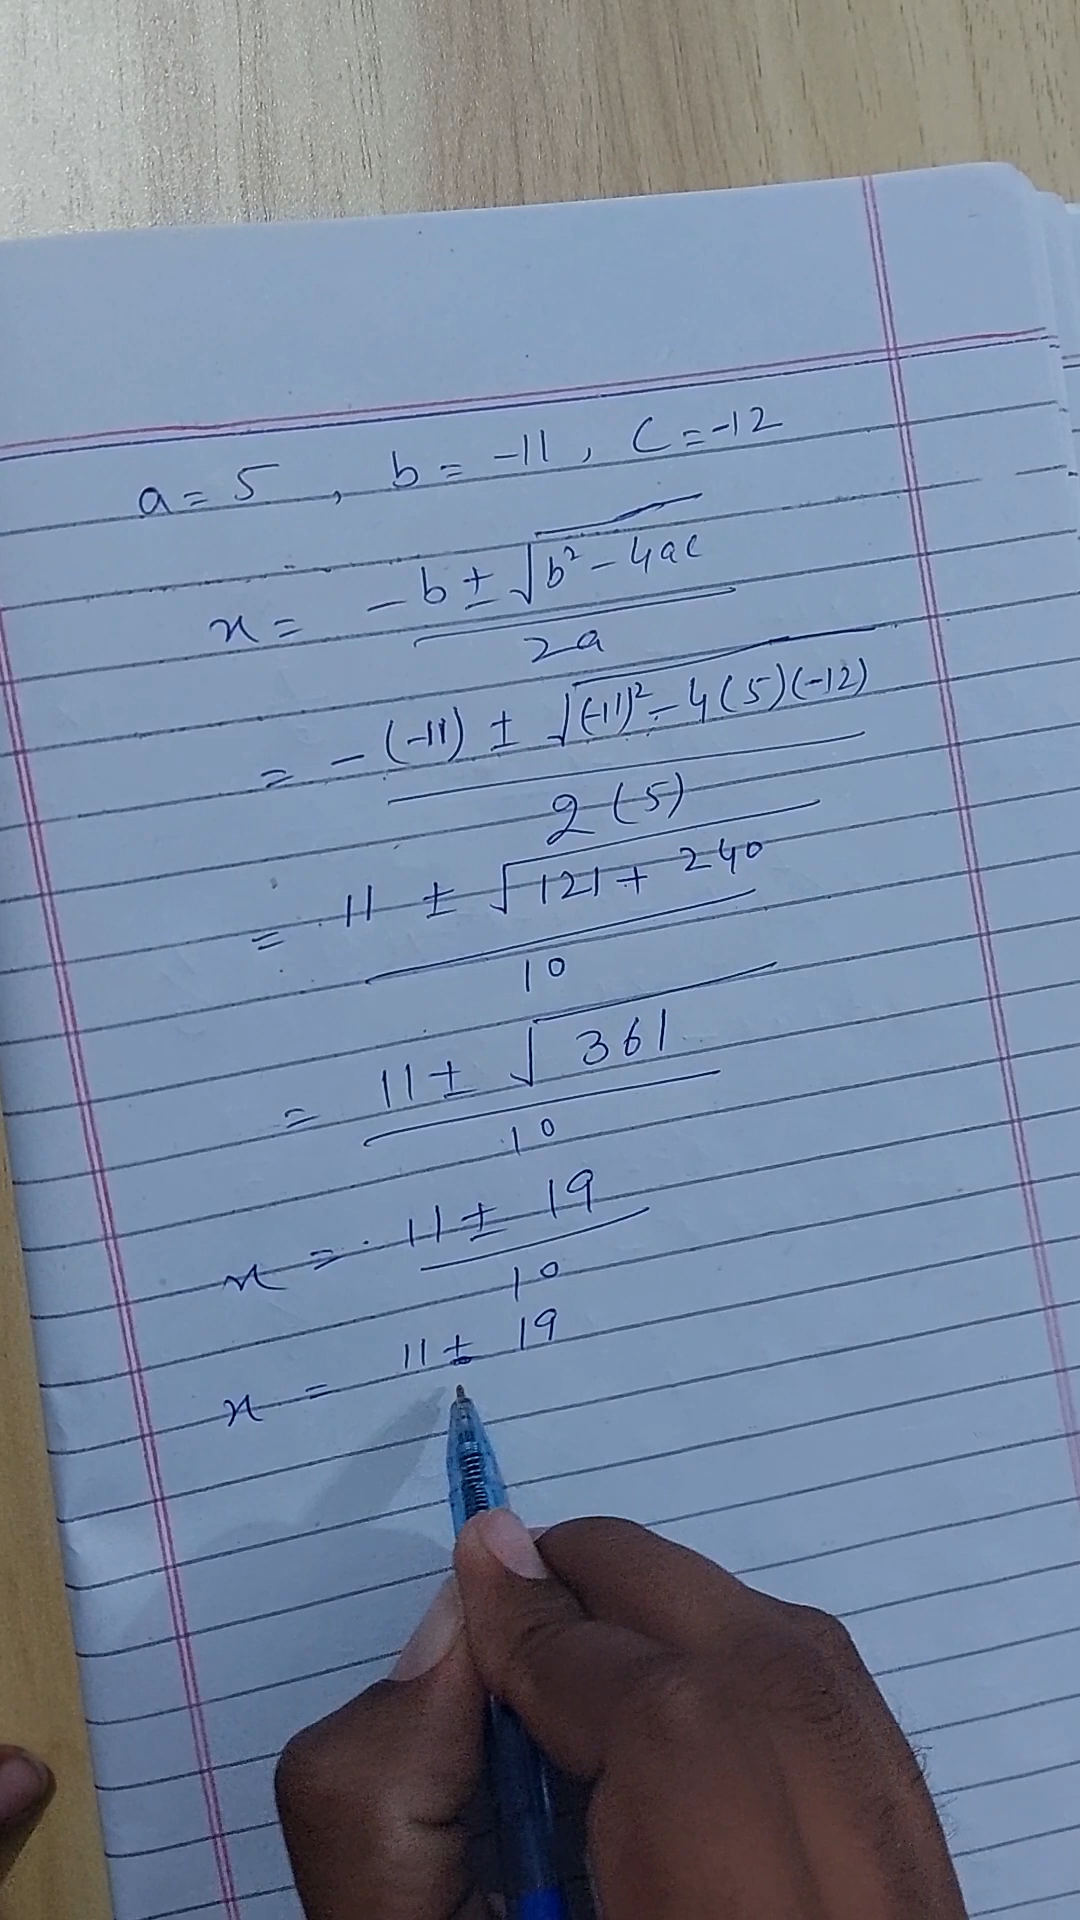 a = 5 , b = -11 , C = -12
x = -b ± √b² - 4ac
2a
= - (-11) ± √(-11)² - 4(5)(-12)
2 (5)
= 11 ± √121 + 240
10
= 11 ± √361
10
x = 11 ± 19
10
x = 11 ± 19